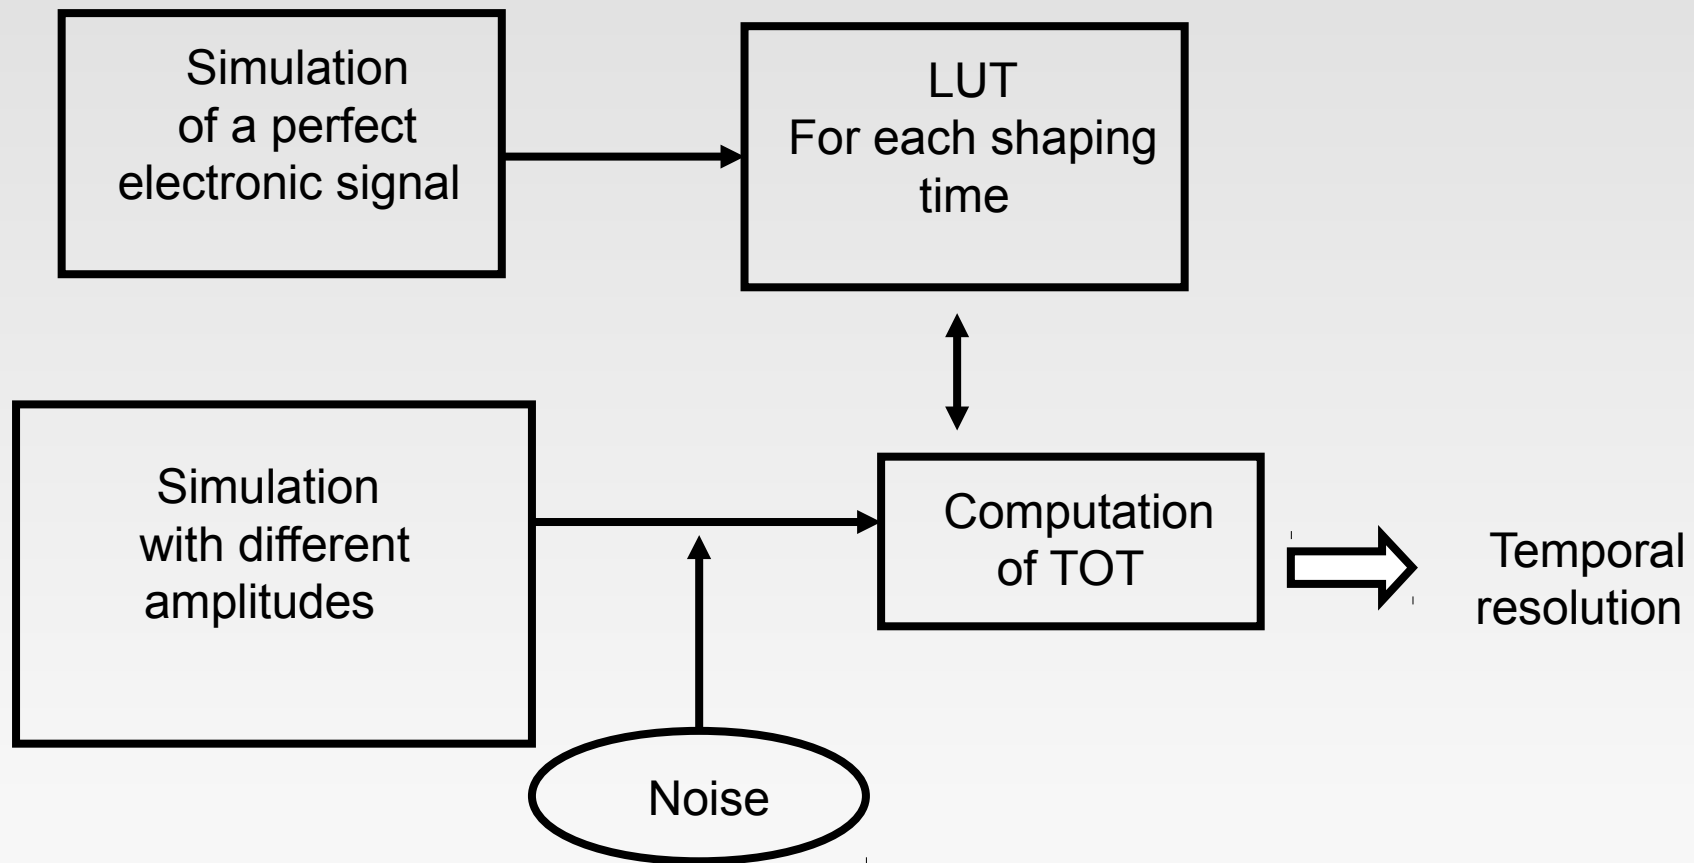 Simulation
of a perfect
electronic signal
LUT
For each shaping
time
Simulation
with different
amplitudes
Computation
of TOT
Temporal
resolution
Noise